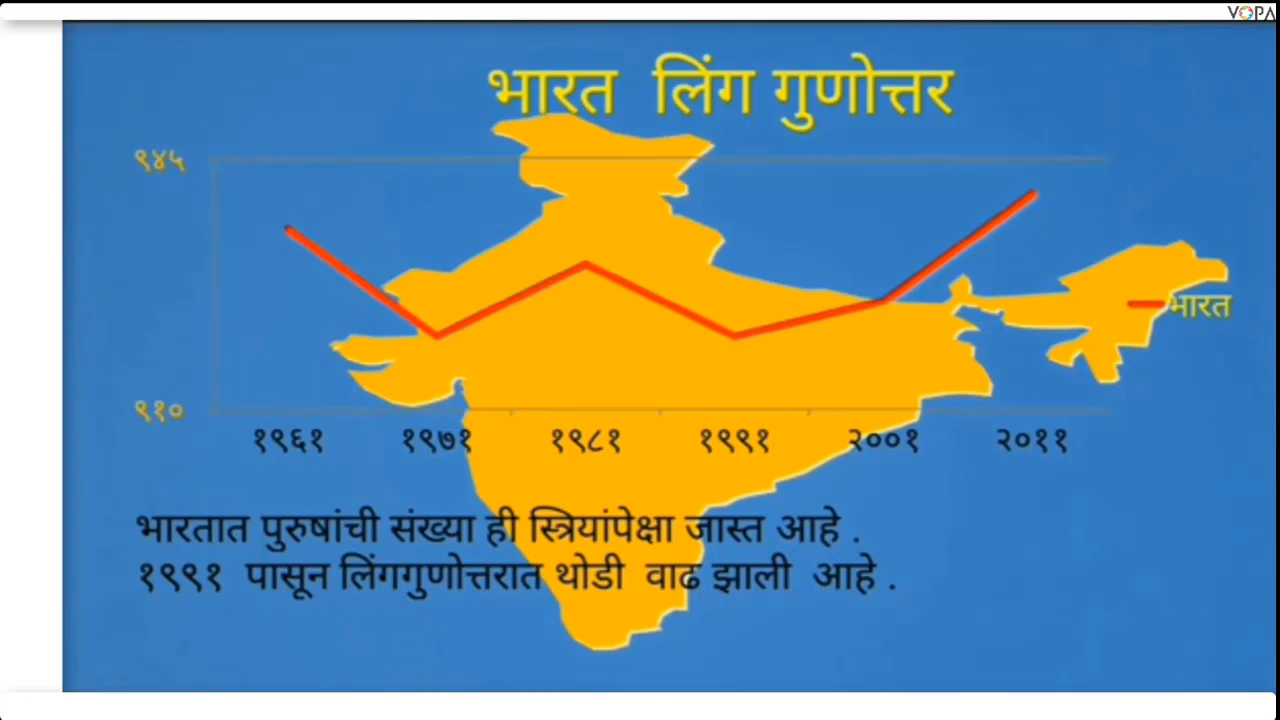 VOPA
भारत लिंग गुणोत्तर
९४५
भारत
९१०
१९६१ १९७१ १९८१ १९९१ २००१ २०११
भारतात पुरुषांची संख्या ही स्त्रियांपेक्षा जास्त आहे .
१९९१ पासून लिंगगुणोत्तरात थोडी वाढ झाली आहे .